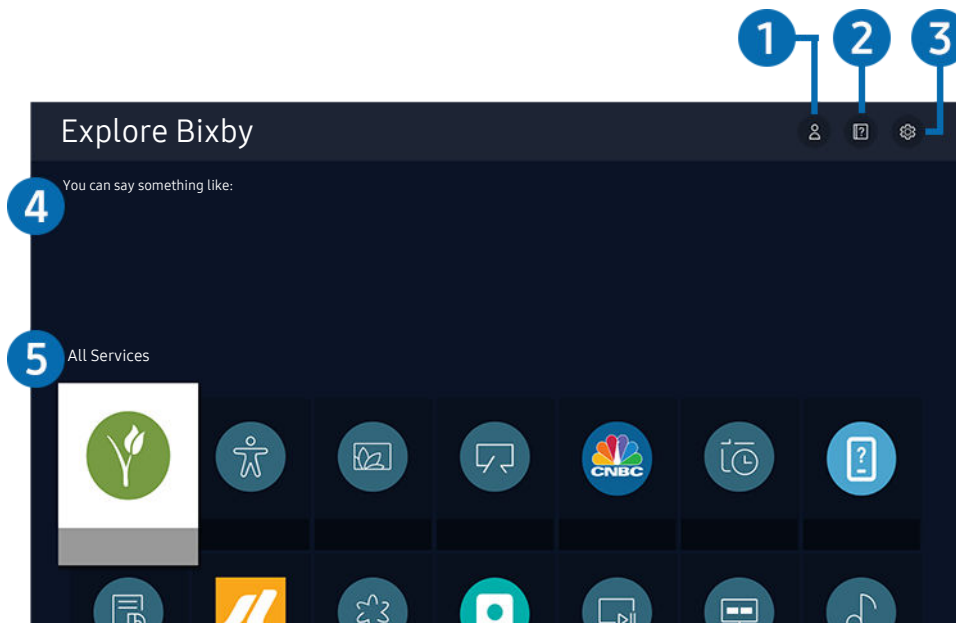 1 2 3
Explore Bixby
4
You can say something like:
5
All Services
CNBC